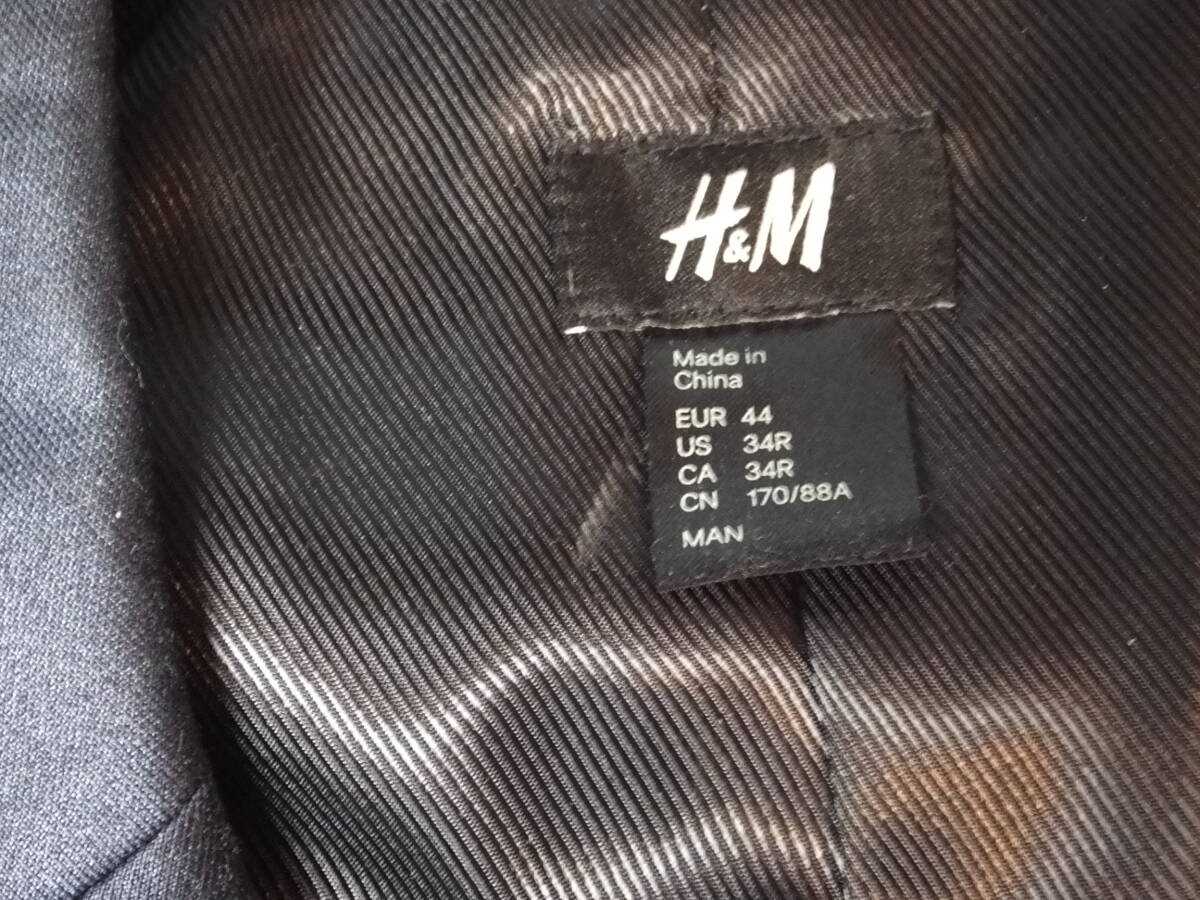 H&M
Made in
China
EUR 44
US 34R
CA 34R
CN 170/88A
MAN